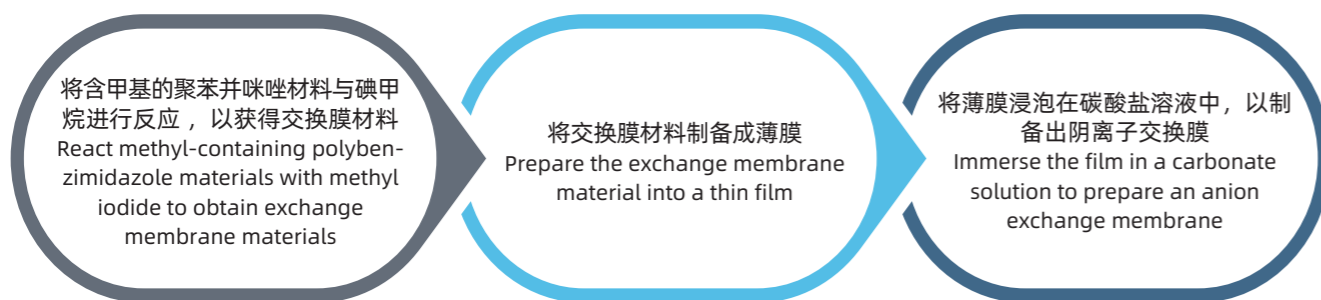 将含甲基的聚苯并咪唑材料与碘甲
烷进行反应 ，以获得交换膜材料
React methyl-containing polyben-
zimidazole materials with methyl
iodide to obtain exchange
membrane materials
将交换膜材料制备成薄膜
Prepare the exchange membrane
material into a thin film
将薄膜浸泡在碳酸盐溶液中，以制
备出阴离子交换膜
Immerse the film in a carbonate
solution to prepare an anion
exchange membrane